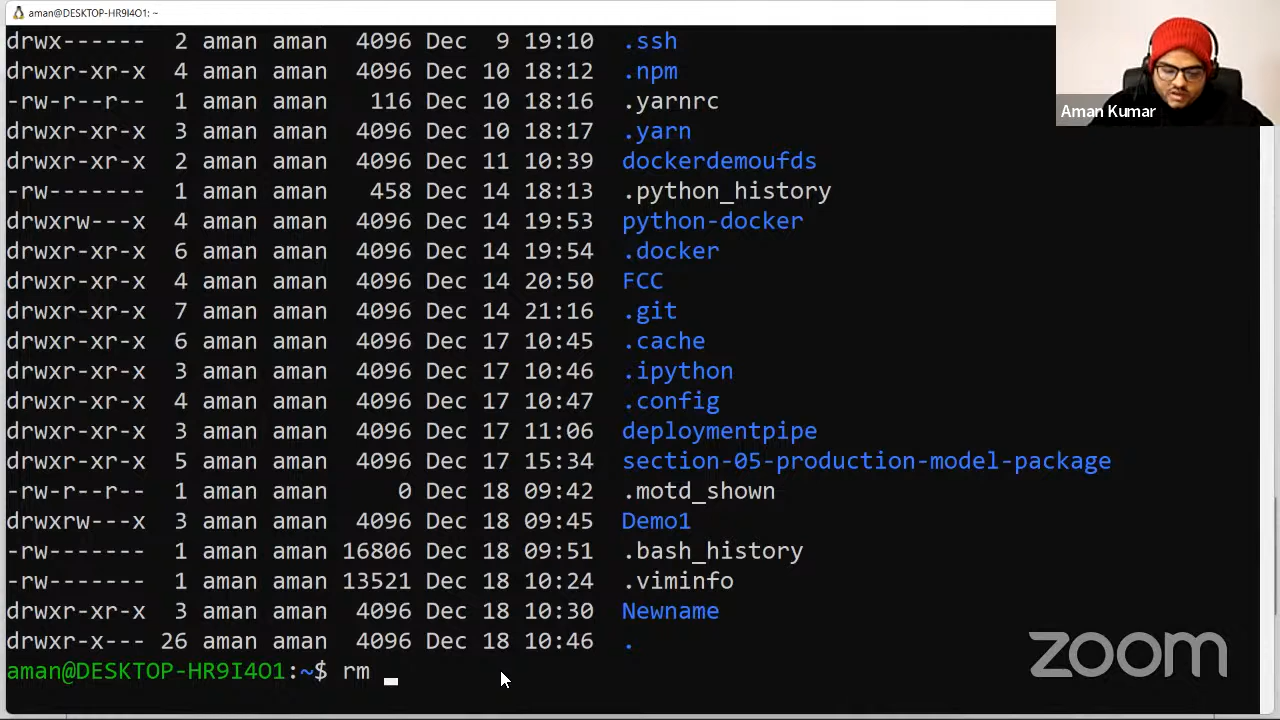 aman@DESKTOP-HR9I4O1: ~
drwx------  2 aman aman  4096 Dec  9 19:10  .ssh
drwxr-xr-x  4 aman aman  4096 Dec 10 18:12  .npm
-rw-r--r--  1 aman aman   116 Dec 10 18:16  .yarnrc
drwxr-xr-x  3 aman aman  4096 Dec 10 18:17  .yarn
drwxr-xr-x  2 aman aman  4096 Dec 11 10:39  dockerdemoufds
-rw-------  1 aman aman   458 Dec 14 18:13  .python_history
drwxrw---x  4 aman aman  4096 Dec 14 19:53  python-docker
drwxr-xr-x  6 aman aman  4096 Dec 14 19:54  .docker
drwxr-xr-x  4 aman aman  4096 Dec 14 20:50  FCC
drwxr-xr-x  7 aman aman  4096 Dec 14 21:16  .git
drwxr-xr-x  6 aman aman  4096 Dec 17 10:45  .cache
drwxr-xr-x  3 aman aman  4096 Dec 17 10:46  .ipython
drwxr-xr-x  4 aman aman  4096 Dec 17 10:47  .config
drwxr-xr-x  3 aman aman  4096 Dec 17 11:06  deploymentpipe
drwxr-xr-x  5 aman aman  4096 Dec 17 15:34  section-05-production-model-package
-rw-r--r--  1 aman aman     0 Dec 18 09:42  .motd_shown
drwxrw---x  3 aman aman  4096 Dec 18 09:45  Demo1
-rw-------  1 aman aman 16806 Dec 18 09:51  .bash_history
-rw-------  1 aman aman 13521 Dec 18 10:24  .viminfo
drwxr-xr-x  3 aman aman  4096 Dec 18 10:30  Newname
drwxr-x--- 26 aman aman  4096 Dec 18 10:46  .
aman@DESKTOP-HR9I4O1:~$ rm
Aman Kumar
zoom